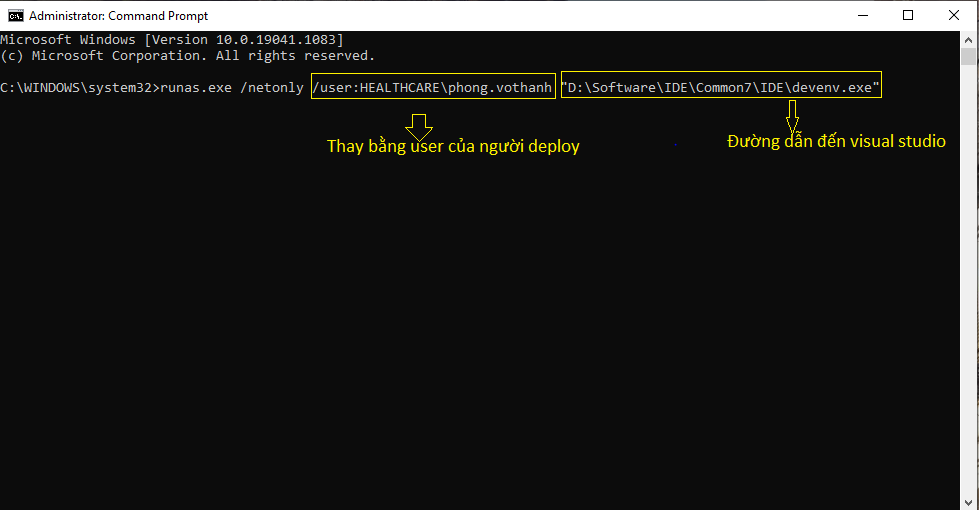 Administrator: Command Prompt
Microsoft Windows [Version 10.0.19041.1083]
(c) Microsoft Corporation. All rights reserved.
C:\WINDOWS\system32>runas.exe /netonly /user:HEALTHCARE\phong.vothanh "D:\Software\IDE\Common7\IDE\devenv.exe"
Thay bằng user của người deploy
Đường dẫn đến visual studio